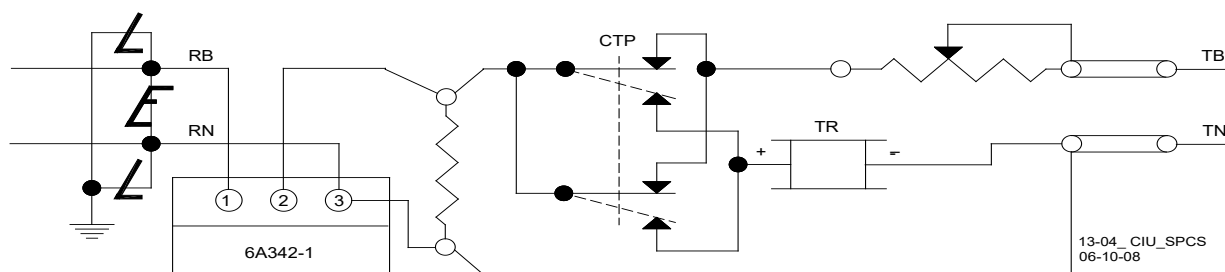 RB
CTP
TB
RN
TR
TN
+
-
1
2
3
6A342-1
13-04_ CIU_SPCS
06-10-08